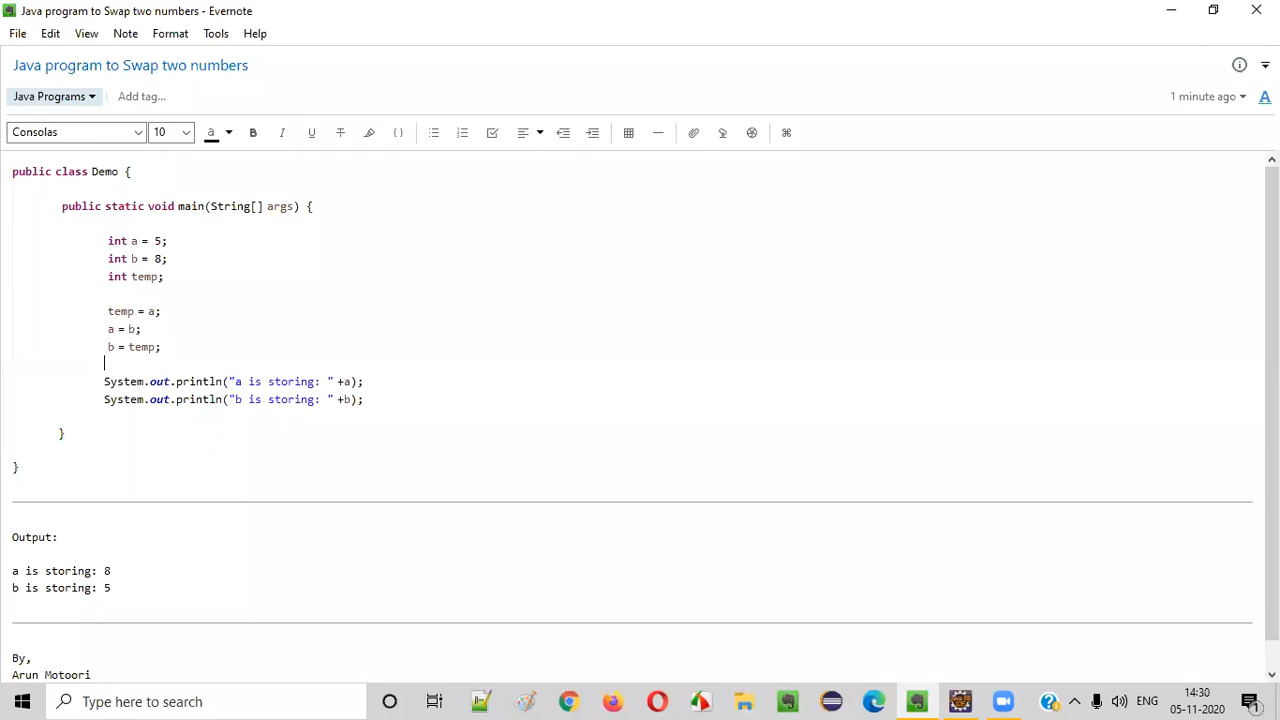 Java program to Swap two numbers - Evernote
File Edit View Note Format Tools Help
Java program to Swap two numbers
Java Programs Add tag... 1 minute ago A
Consolas 10 a B I U T { }
public class Demo {
public static void main(String[] args) {
int a = 5;
int b = 8;
int temp;
temp = a;
a = b;
b = temp;
System.out.println("a is storing: " +a);
System.out.println("b is storing: " +b);
}
}
Output:
a is storing: 8
b is storing: 5
By,
Arun Motoori
Type here to search ENG 14:30
05-11-2020